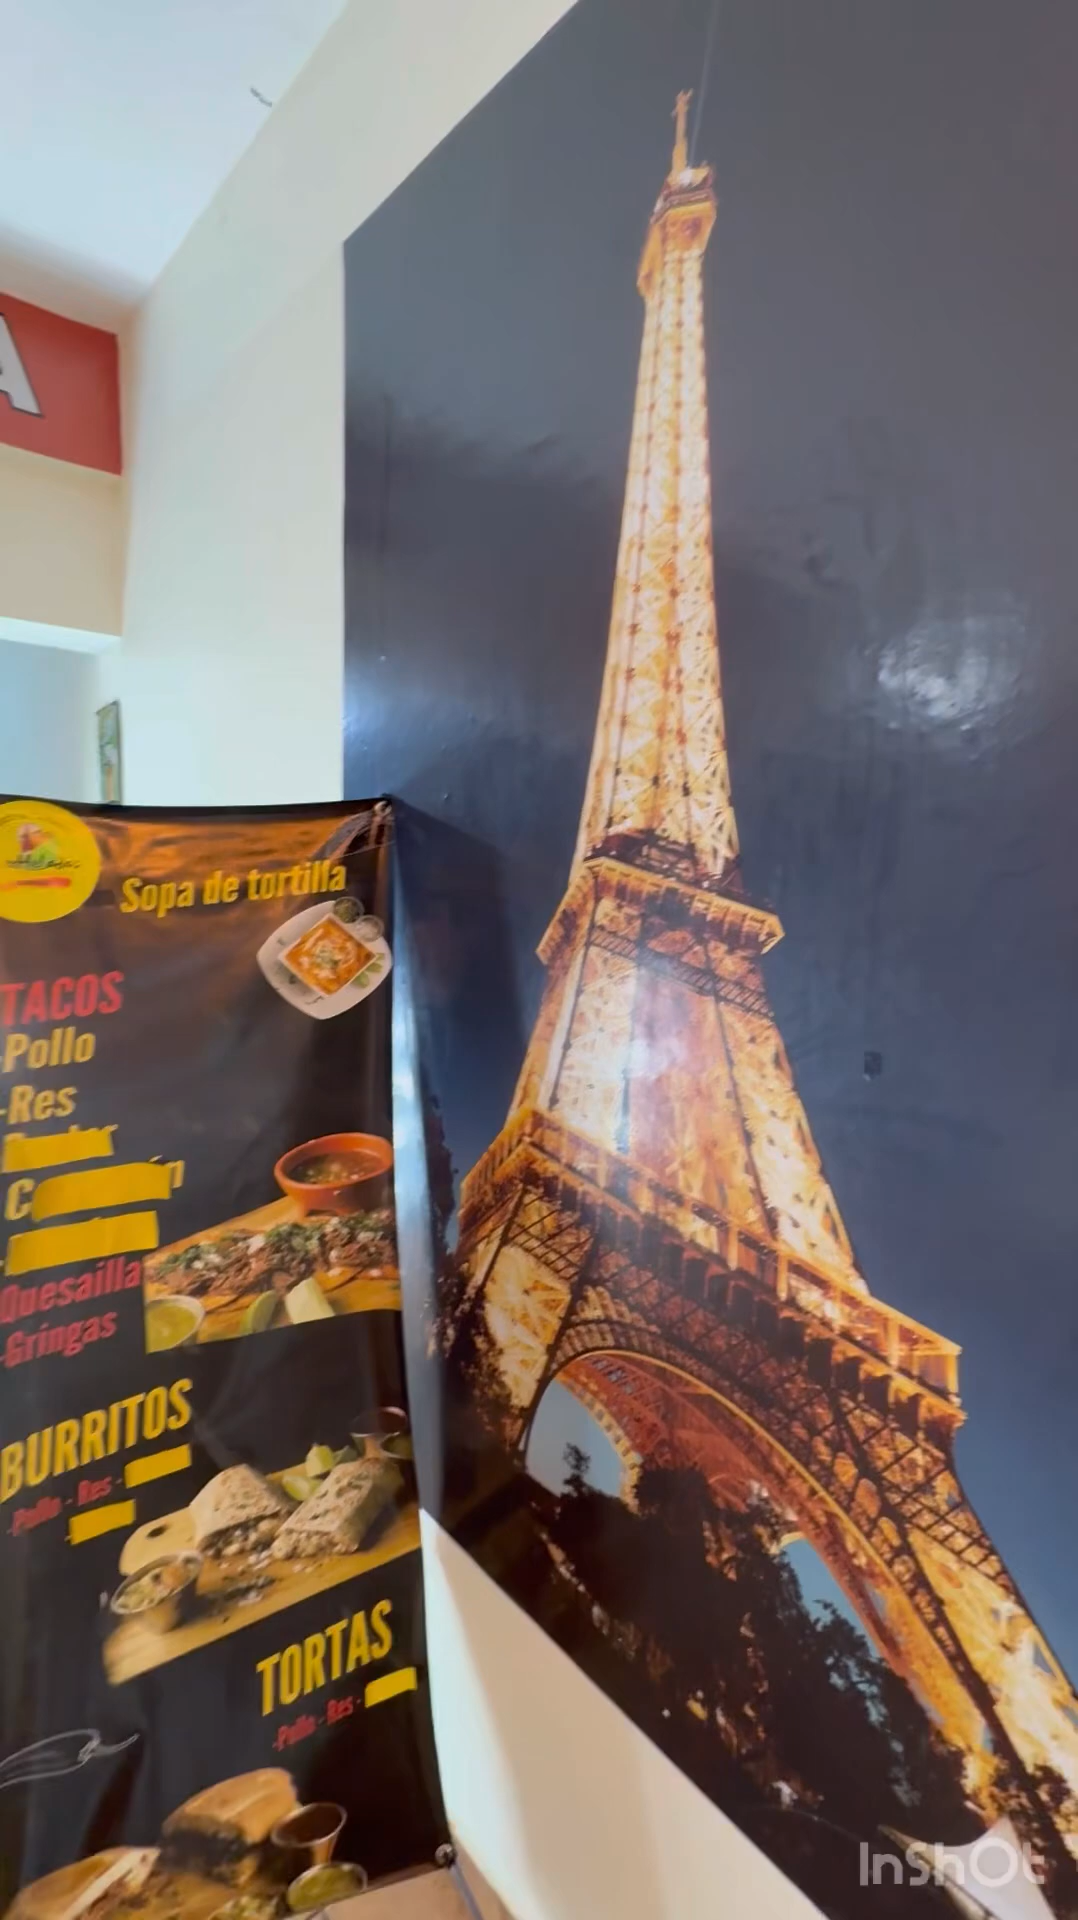 A
Sopa de tortilla
TACOS
-Pollo
-Res
Quesailla
-Gringas
BURRITOS
-Pollo - Res -
TORTAS
-Pollo - Res -
InShOt